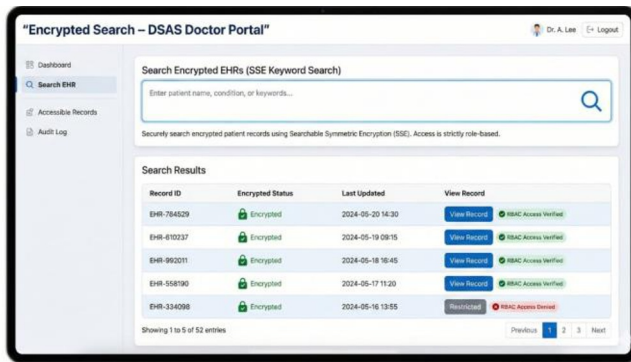 "Encrypted Search – DSAS Doctor Portal"
Dr. A. Lee
Logout
Dashboard
Search EHR
Accessible Records
Audit Log
Search Encrypted EHRs (SSE Keyword Search)
Enter patient name, condition, or keywords...
Securely search encrypted patient records using Searchable Symmetric Encryption (SSE). Access is strictly role-based.
Search Results
Record ID Encrypted Status Last Updated View Record
EHR-784529 Encrypted 2024-05-20 14:30 View Record RBAC Access Verified
EHR-610237 Encrypted 2024-05-19 09:15 View Record RBAC Access Verified
EHR-992011 Encrypted 2024-05-18 16:45 View Record RBAC Access Verified
EHR-558190 Encrypted 2024-05-17 11:20 View Record RBAC Access Verified
EHR-334098 Encrypted 2024-05-16 13:55 Restricted RBAC Access Denied
Showing 1 to 5 of 52 entries
Previous 1 2 3 Next